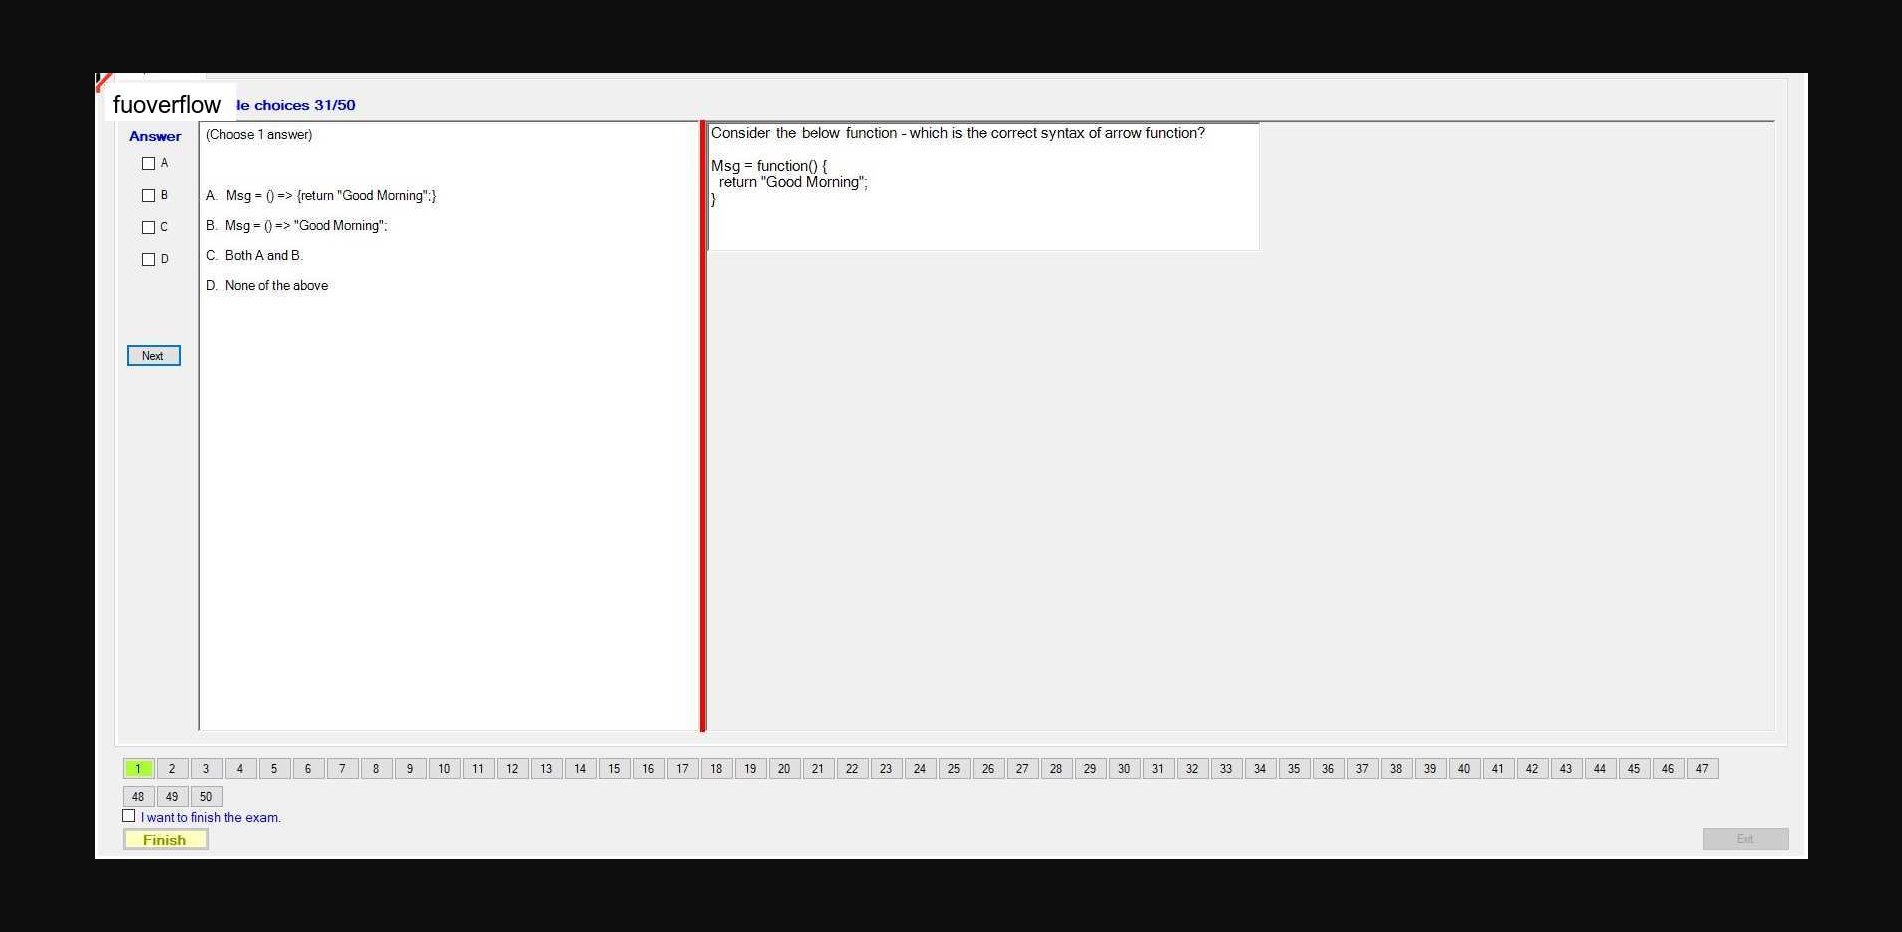 fuoverflow
le choices 31/50
Answer
A
B
C
D
Next
(Choose 1 answer)
A. Msg = () => {return "Good Morning";}
B. Msg = () => "Good Morning";
C. Both A and B.
D. None of the above
Consider the below function - which is the correct syntax of arrow function?
Msg = function() {
return "Good Morning";
}
1 2 3 4 5 6 7 8 9 10 11 12 13 14 15 16 17 18 19 20 21 22 23 24 25 26 27 28 29 30 31 32 33 34 35 36 37 38 39 40 41 42 43 44 45 46 47
48 49 50
I want to finish the exam.
Finish
Exit